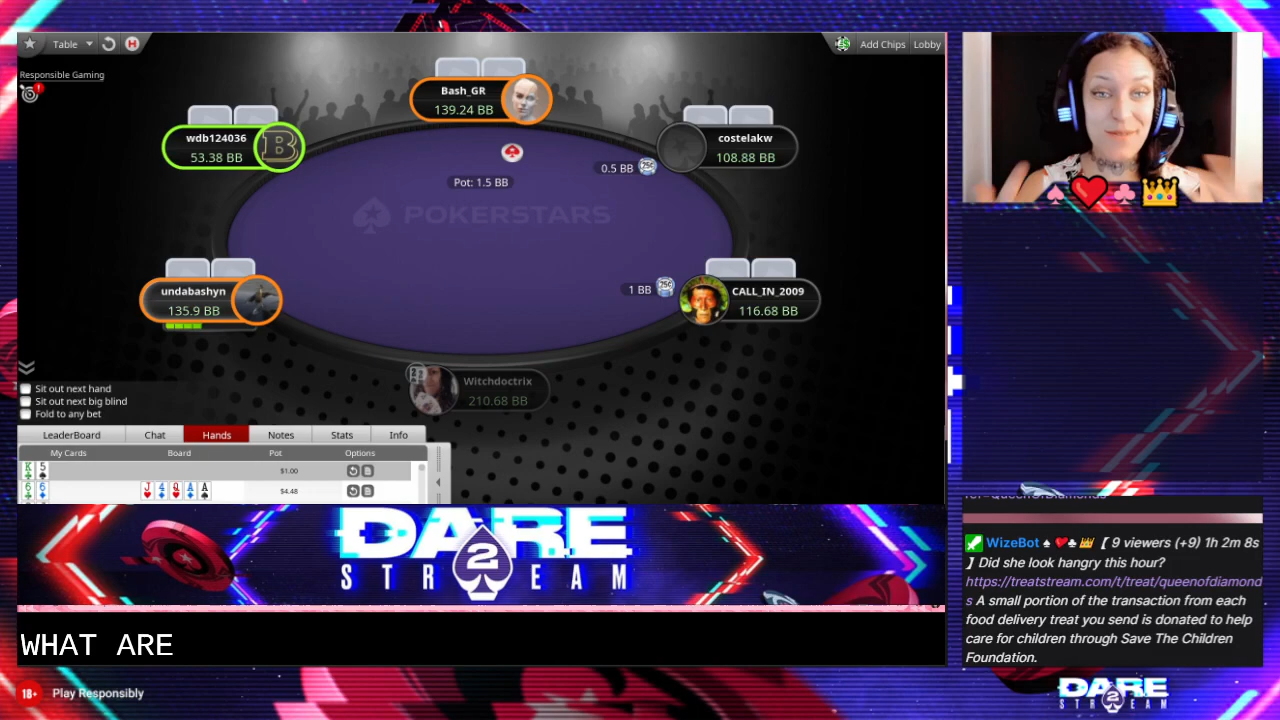 Table
H
Add Chips
Lobby
Responsible Gaming
Bash_GR
139.24 BB
wdb124036
53.38 BB
B
costelakw
108.88 BB
0.5 BB
Pot: 1.5 BB
POKERSTARS
undabashyn
135.9 BB
1 BB
CALL_IN_2009
116.68 BB
Witchdoctrix
210.68 BB
Sit out next hand
Sit out next big blind
Fold to any bet
LeaderBoard
Chat
Hands
Notes
Stats
Info
My Cards
Board
Pot
Options
K 5
$1.00
6 6
J 4 Q A A
$4.48
DARE
2
STREAM
WHAT ARE
18+
Play Responsibly
WizeBot ♠ ❤♣ 👑 [ 9 viewers (+9) 1h 2m 8s
] Did she look hangry this hour?
https://treatstream.com/t/treat/queenofdiamond
s A small portion of the transaction from each
food delivery treat you send is donated to help
care for children through Save The Children
Foundation.
DARE
2
STREAM